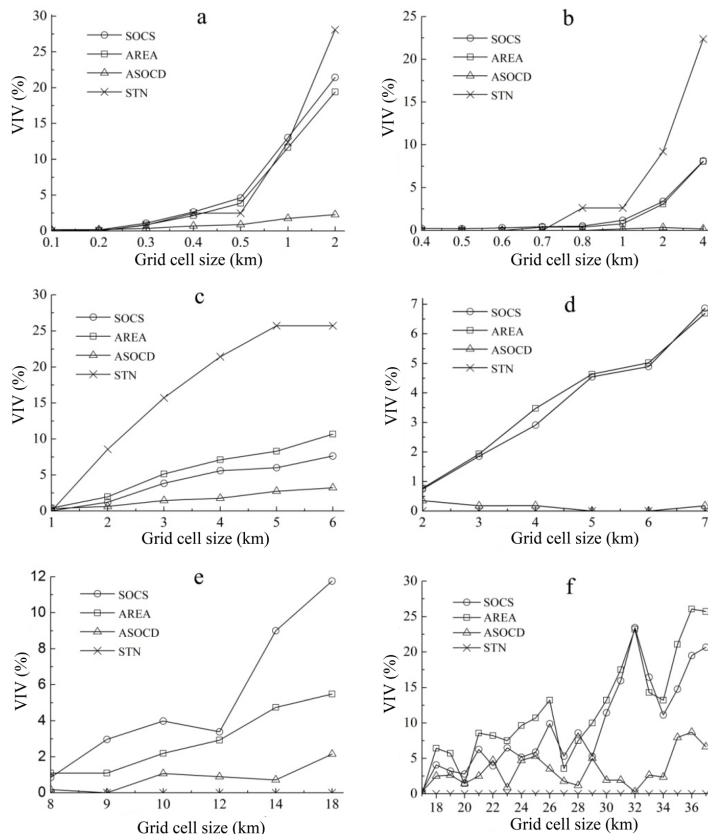 a
SOCS
AREA
ASOCD
STN
VIV (%)
30
25
20
15
10
5
0
0.1 0.2 0.3 0.4 0.5 1 2
Grid cell size (km)
b
SOCS
AREA
ASOCD
STN
VIV (%)
25
20
15
10
5
0
0.4 0.5 0.6 0.7 0.8 1 2 4
Grid cell size (km)
c
SOCS
AREA
ASOCD
STN
VIV (%)
30
25
20
15
10
5
0
1 2 3 4 5 6
Grid cell size (km)
d
SOCS
AREA
ASOCD
STN
VIV (%)
7
6
5
4
3
2
1
0
2 3 4 5 6 7
Grid cell size (km)
e
SOCS
AREA
ASOCD
STN
VIV (%)
12
10
8
6
4
2
0
8 9 10 12 14 18
Grid cell size (km)
f
SOCS
AREA
ASOCD
STN
VIV (%)
30
25
20
15
10
5
0
18 20 21 23 24 26 28 30 32 34 36
Grid cell size (km)